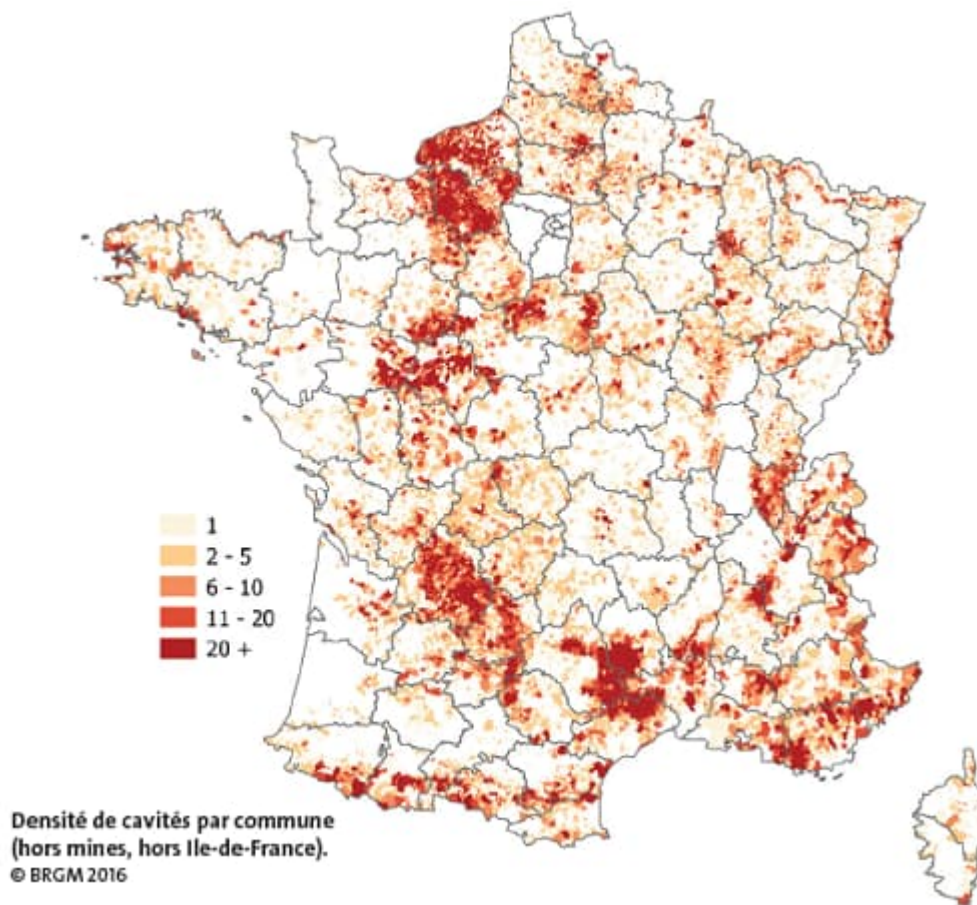 1
2 - 5
6 - 10
11 - 20
20 +
Densité de cavités par commune
(hors mines, hors Ile-de-France).
© BRGM 2016